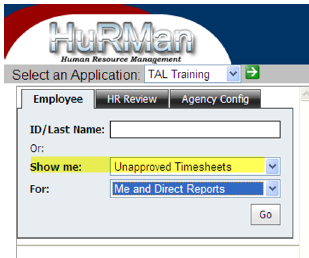 HuRMan
Human Resource Management
Select an Application: TAL Training
Employee HR Review Agency Config
ID/Last Name:
Or:
Show me: Unapproved Timesheets
For: Me and Direct Reports
Go